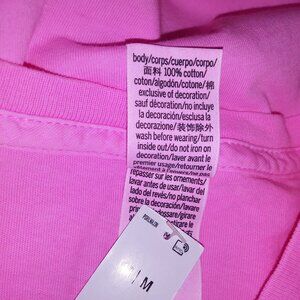 body/corps/cuerpo/corpo/
面料 100% cotton/
coton/algodón/cotone/棉
exclusive of decoration/
sauf décoration/no incluye
la decoración/esclusa la
decorazione/装饰除外
wash before wearing/turn
inside out/do not iron on
decoration/laver avant le
premier usage/retourner et
repasser sur les ornements/
lavar antes de usar/lavar
del revés/no planchar
sobre la decoración/lavare
M